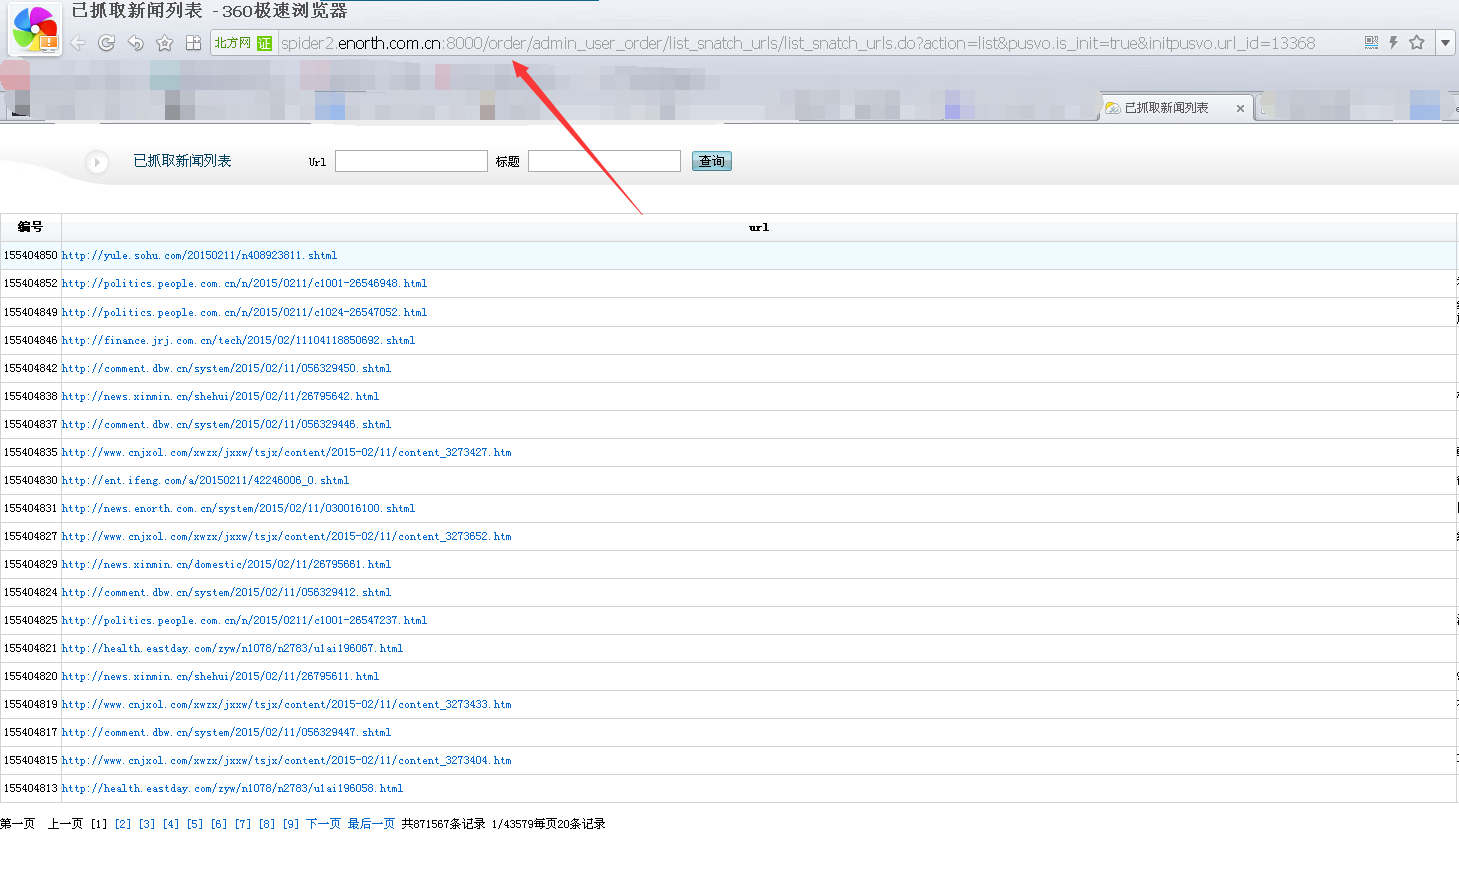 已抓取新闻列表 - 360极速浏览器
北方网 证 spider2.enorth.com.cn:8000/order/admin_user_order/list_snatch_urls/list_snatch_urls.do?action=list&pusvo.is_init=true&initpusvo.url_id=13368
已抓取新闻列表
已抓取新闻列表 Url 标题 查询
编号 url
155404850 http://yule.sohu.com/20150211/n408923811.shtml
155404852 http://politics.people.com.cn/n/2015/0211/c1001-26546948.html
155404849 http://politics.people.com.cn/n/2015/0211/c1024-26547052.html
155404846 http://finance.jrj.com.cn/tech/2015/02/11104118850692.shtml
155404842 http://comment.dbw.cn/system/2015/02/11/056329450.shtml
155404838 http://news.xinmin.cn/shehui/2015/02/11/26795642.html
155404837 http://comment.dbw.cn/system/2015/02/11/056329446.shtml
155404835 http://www.cnjxol.com/xwzx/jxxw/tsjx/content/2015-02/11/content_3273427.htm
155404830 http://ent.ifeng.com/a/20150211/42246006_0.shtml
155404831 http://news.enorth.com.cn/system/2015/02/11/030016100.shtml
155404827 http://www.cnjxol.com/xwzx/jxxw/tsjx/content/2015-02/11/content_3273652.htm
155404829 http://news.xinmin.cn/domestic/2015/02/11/26795661.html
155404824 http://comment.dbw.cn/system/2015/02/11/056329412.shtml
155404825 http://politics.people.com.cn/n/2015/0211/c1001-26547237.html
155404821 http://health.eastday.com/zyw/n1078/n2783/u1ai196067.html
155404820 http://news.xinmin.cn/shehui/2015/02/11/26795611.html
155404819 http://www.cnjxol.com/xwzx/jxxw/tsjx/content/2015-02/11/content_3273433.htm
155404817 http://comment.dbw.cn/system/2015/02/11/056329447.shtml
155404815 http://www.cnjxol.com/xwzx/jxxw/tsjx/content/2015-02/11/content_3273404.htm
155404813 http://health.eastday.com/zyw/n1078/n2783/u1ai196058.html
第一页 上一页 [1] [2] [3] [4] [5] [6] [7] [8] [9] 下一页 最后一页 共871567条记录 1/43579每页20条记录